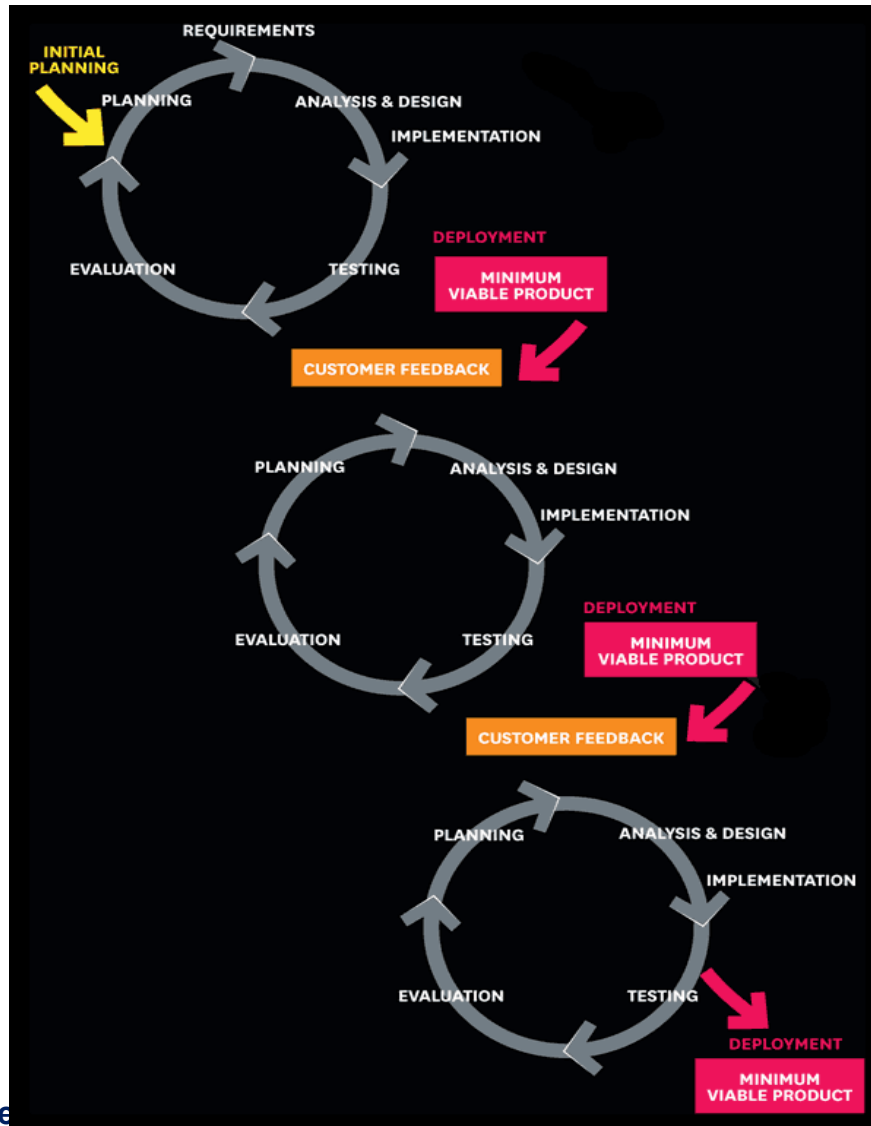 REQUIREMENTS
INITIAL
PLANNING
PLANNING
ANALYSIS & DESIGN
IMPLEMENTATION
DEPLOYMENT
EVALUATION
TESTING
MINIMUM
VIABLE PRODUCT
CUSTOMER FEEDBACK
PLANNING
ANALYSIS & DESIGN
IMPLEMENTATION
DEPLOYMENT
EVALUATION
TESTING
MINIMUM
VIABLE PRODUCT
CUSTOMER FEEDBACK
PLANNING
ANALYSIS & DESIGN
IMPLEMENTATION
EVALUATION
TESTING
DEPLOYMENT
MINIMUM
VIABLE PRODUCT
e